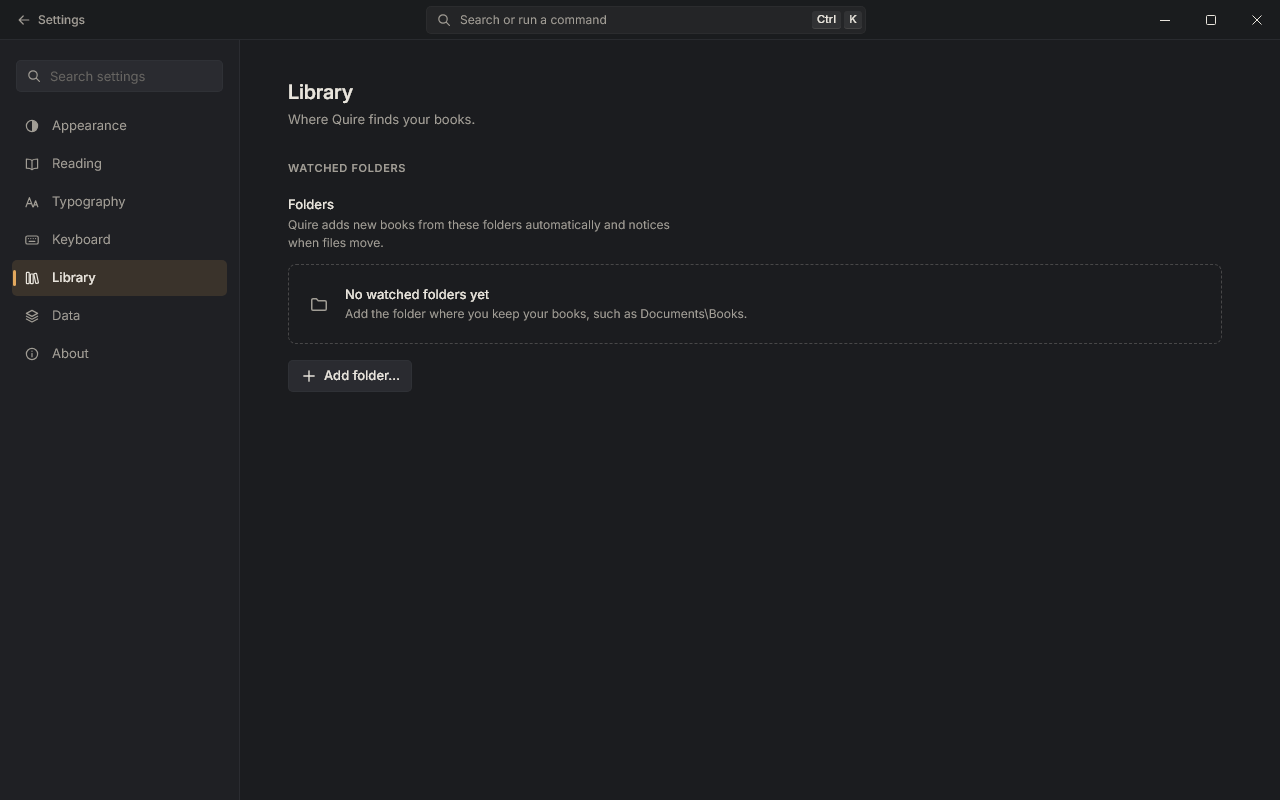 Settings
Search or run a command
Ctrl K
Search settings
Appearance
Reading
Typography
Keyboard
Library
Data
About
Library
Where Quire finds your books.
WATCHED FOLDERS
Folders
Quire adds new books from these folders automatically and notices
when files move.
No watched folders yet
Add the folder where you keep your books, such as Documents\Books.
Add folder...